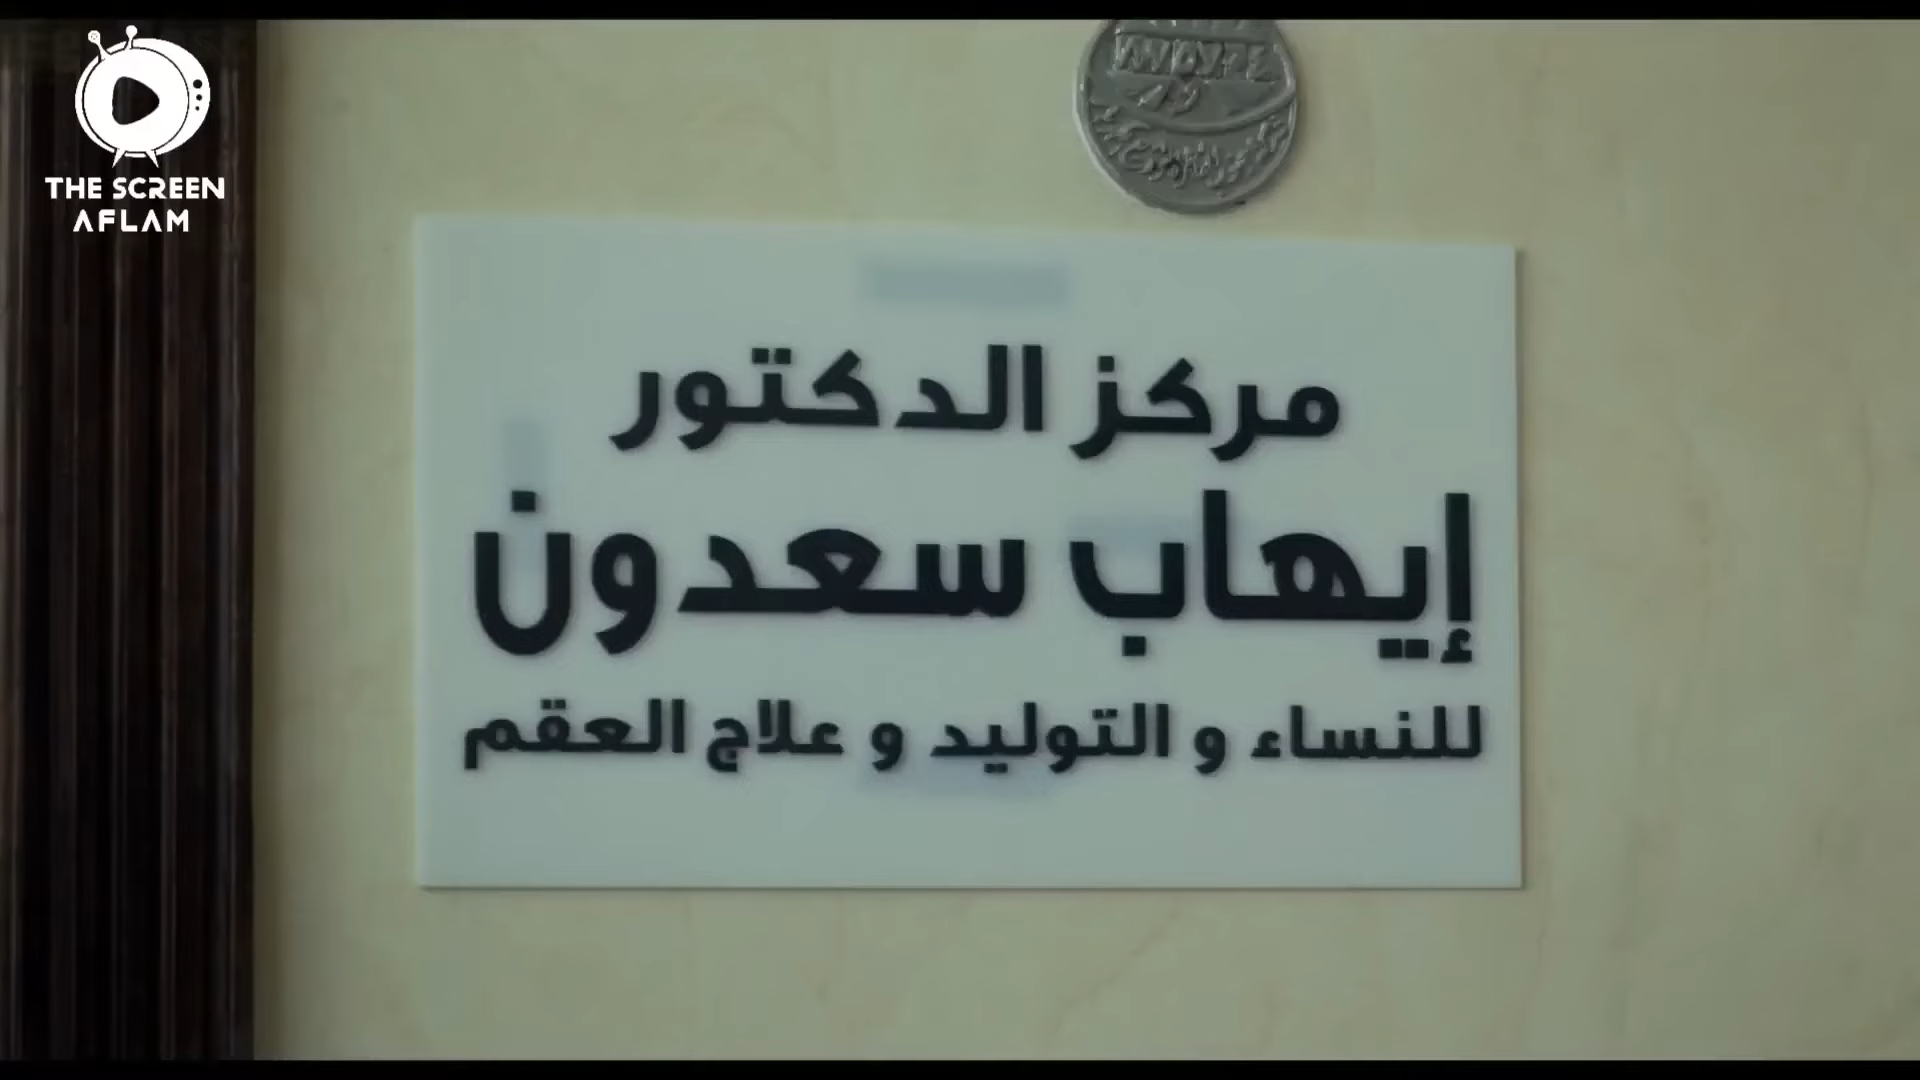 THE SCREEN
AFLAM
مركز الدكتور
إيهاب سعدون
للنساء و التوليد و علاج العقم